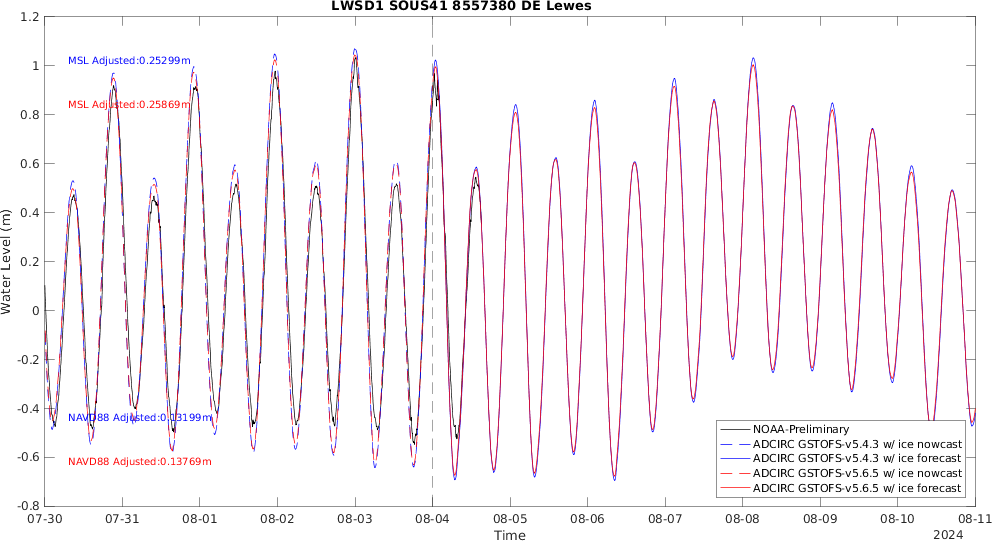 LWSD1 SOUS41 8557380 DE Lewes
1.2
1
0.8
0.6
0.4
0.2
0
-0.2
-0.4
-0.6
-0.8
Water Level (m)
MSL Adjusted:0.25299m
MSL Adjusted:0.25869m
NAVD88 Adjusted:0.13199m
NAVD88 Adjusted:0.13769m
NOAA-Preliminary
ADCIRC GSTOFS-v5.4.3 w/ ice nowcast
ADCIRC GSTOFS-v5.4.3 w/ ice forecast
ADCIRC GSTOFS-v5.6.5 w/ ice nowcast
ADCIRC GSTOFS-v5.6.5 w/ ice forecast
07-30 07-31 08-01 08-02 08-03 08-04 08-05 08-06 08-07 08-08 08-09 08-10 08-11
Time
2024